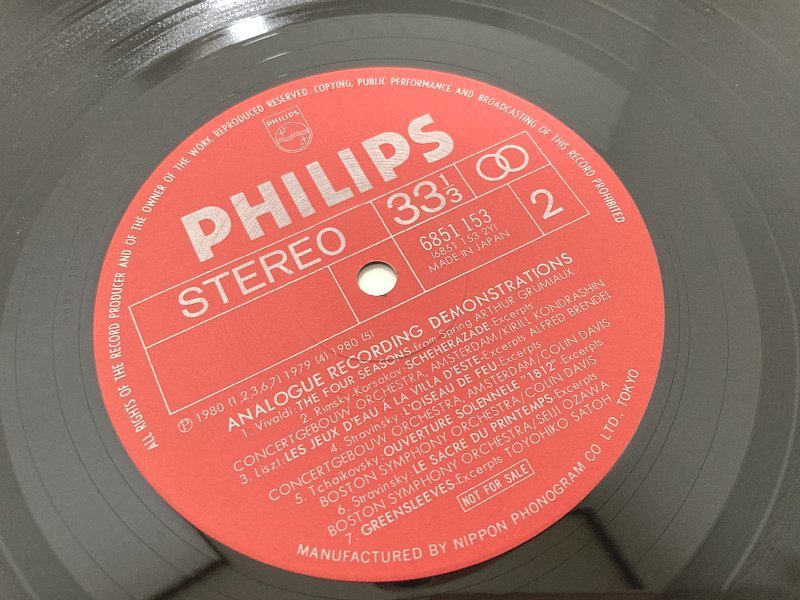 ALL RIGHTS OF THE RECORD PRODUCER AND OF THE OWNER OF THE WORK REPRODUCED RESERVED. COPYING, PUBLIC PERFORMANCE AND BROADCASTING OF THIS RECORD PROHIBITED
PHILIPS
PHILIPS
STEREO
33 1/3
6851 153
(6851 153.2Y)
MADE IN JAPAN
2
Ⓟ 1980 (1,2,3,6,7) 1979 (4) 1980 (5)
ANALOGUE RECORDING DEMONSTRATIONS
1. Vivaldi: THE FOUR SEASONS.from Spring ARTHUR GRUMIAUX
2. Rimsky-Korsakov: SCHEHERAZADE-Excerpts
CONCERTGEBOUW ORCHESTRA, AMSTERDAM/KIRILL KONDRASHIN
3. Liszt: LES JEUX D'EAU À LA VILLA D'ESTE-Excerpts ALFRED BRENDEL
4. Stravinsky: L'OISEAU DE FEU-Excerpts
CONCERTGEBOUW ORCHESTRA, AMSTERDAM/COLIN DAVIS
5. Tchaikovsky: OUVERTURE SOLENNELE "1812"-Excerpts
BOSTON SYMPHONY ORCHESTRA/COLIN DAVIS
6. Stravinsky: LE SACRE DU PRINTEMPS.Excerpts
BOSTON SYMPHONY ORCHESTRA/SEIJI OZAWA
7. GREENSLEEVES.Excerpts TOYOHIKO SATOH
NOT FOR SALE
MANUFACTURED BY NIPPON PHONOGRAM CO LTD., TOKYO